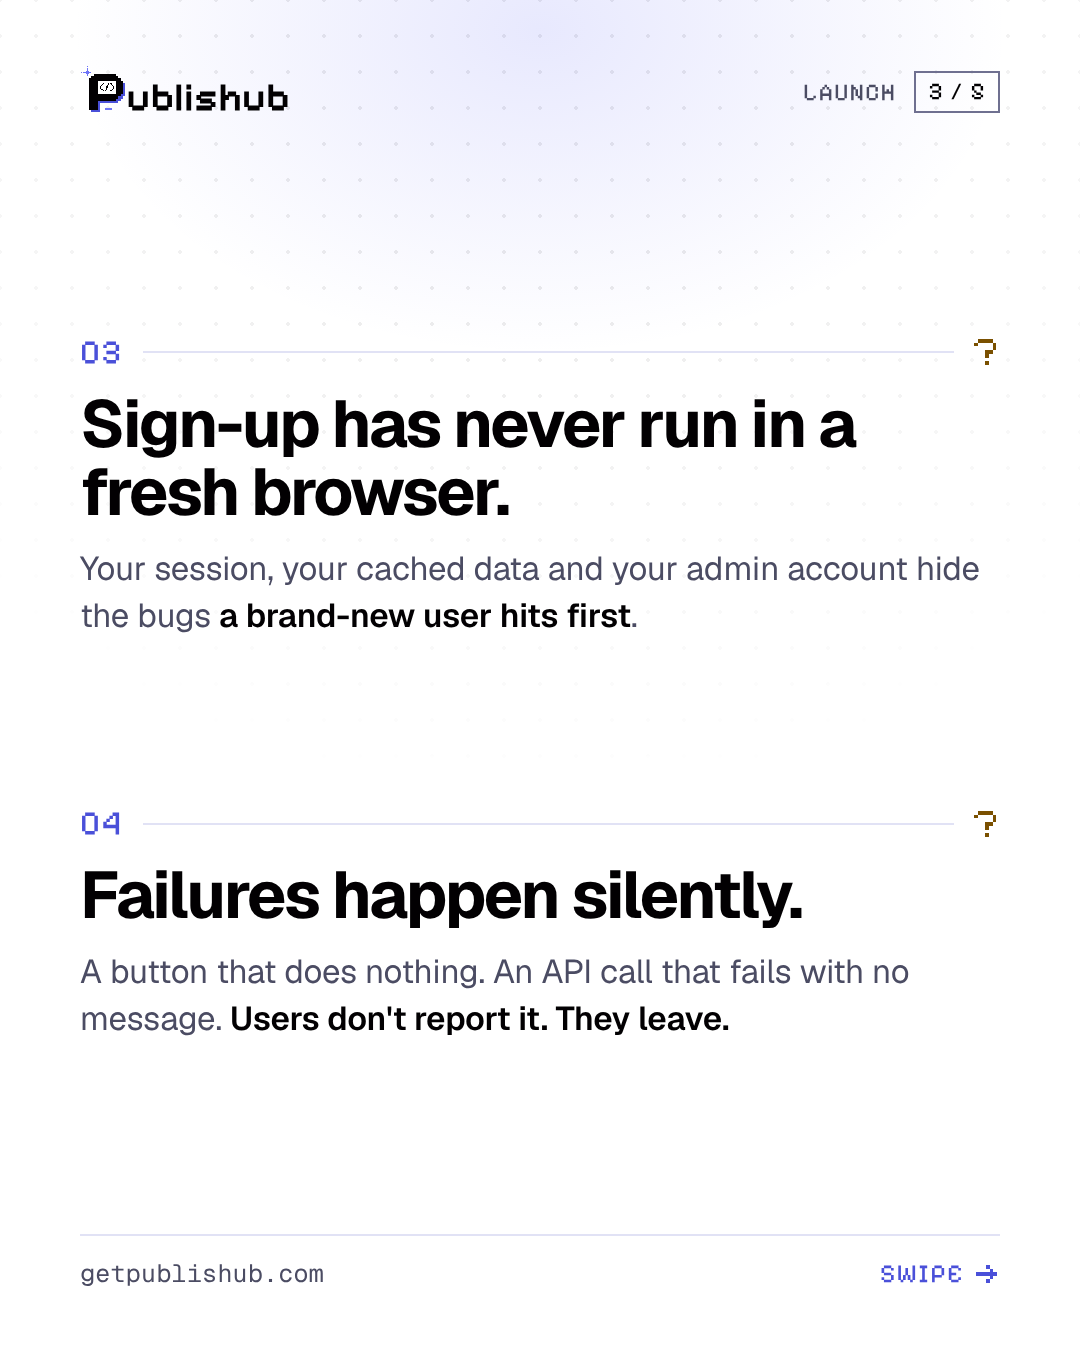 Publishub
LAUNCH 3 /
03 ?
Sign-up has never run in a
fresh browser.
Your session, your cached data and your admin account hide
the bugs a brand-new user hits first.
04 ?
Failures happen silently.
A button that does nothing. An API call that fails with no
message. Users don't report it. They leave.
getpublishub.com
SWIPE →